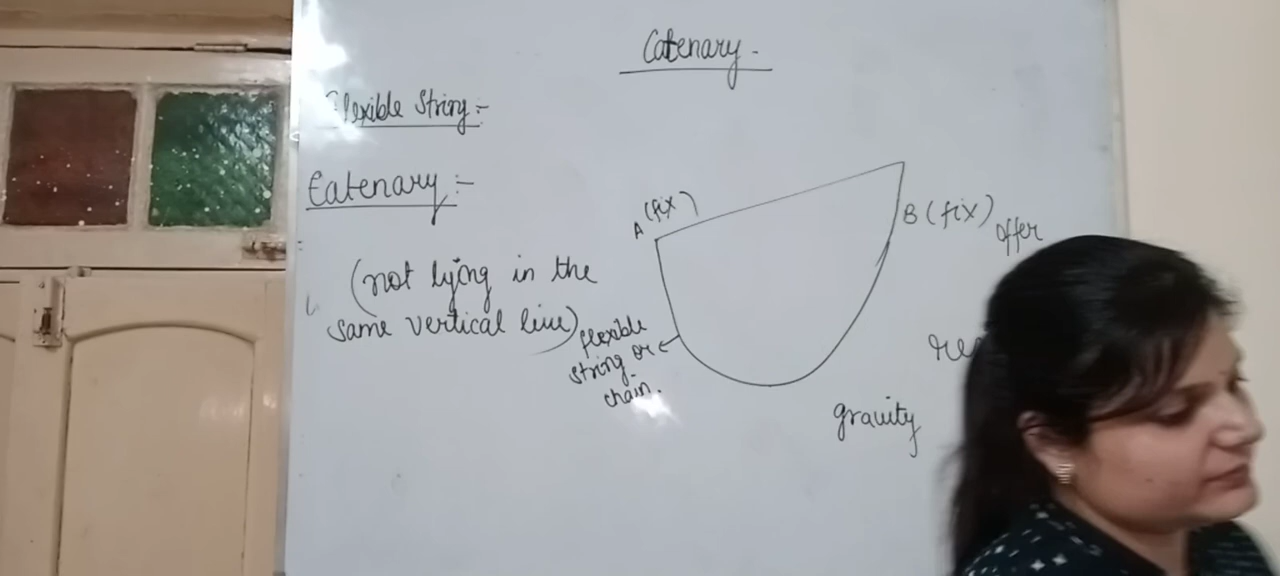 Catenary -
Flexible String :-
Catenary :-
(not lying in the
same vertical line)
A (fix)
B (fix)
offer
flexible
string or
chain.
gravity